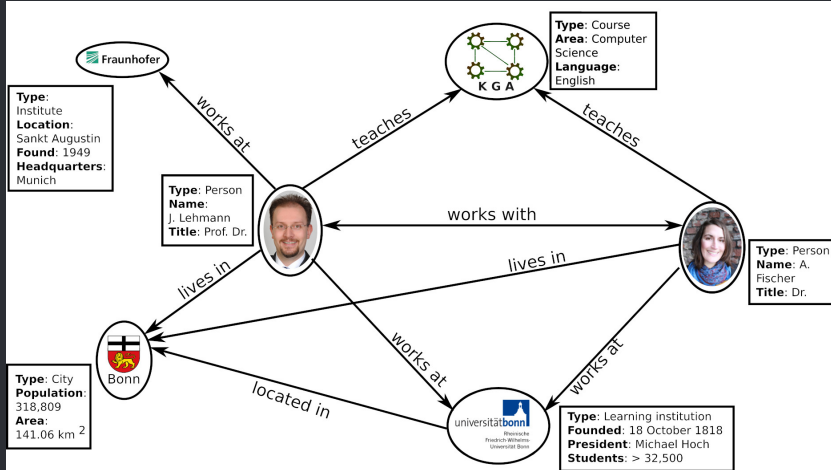 Fraunhofer
Type:
Institute
Location:
Sankt Augustin
Found: 1949
Headquarters:
Munich
works at
K G A
Type: Course
Area: Computer
Science
Language:
English
teaches
teaches
Type: Person
Name:
J. Lehmann
Title: Prof. Dr.
works with
Type: Person
Name: A.
Fischer
Title: Dr.
lives in
lives in
works at
works at
Bonn
Type: City
Population:
318,809
Area:
141.06 km 2
located in
universitätbonn
Rheinische
Friedrich-Wilhelms-
Universität Bonn
Type: Learning institution
Founded: 18 October 1818
President: Michael Hoch
Students: > 32,500